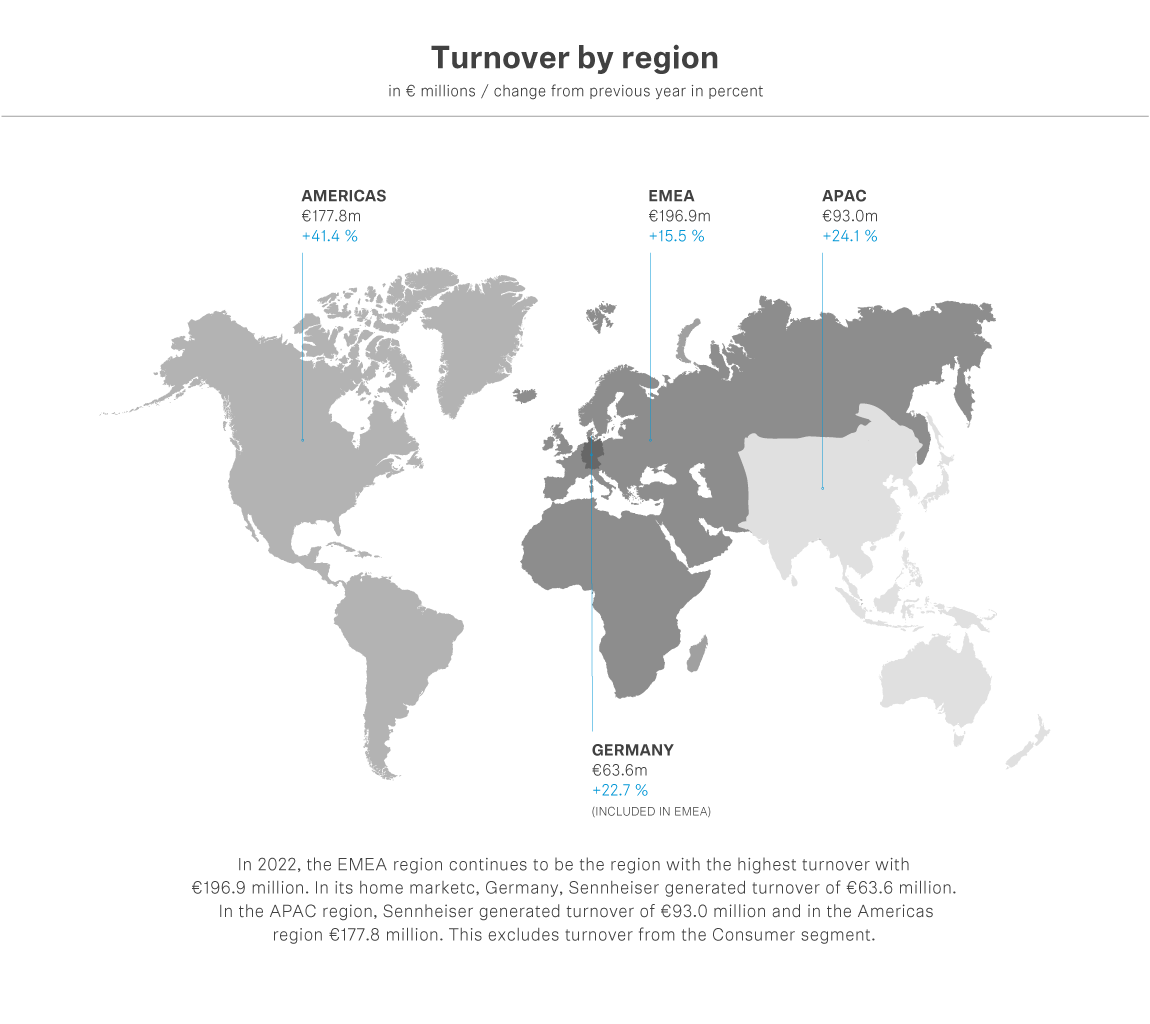 Turnover by region
in € millions / change from previous year in percent
AMERICAS
€177.8m
+41.4 %
EMEA
€196.9m
+15.5 %
APAC
€93.0m
+24.1 %
GERMANY
€63.6m
+22.7 %
(INCLUDED IN EMEA)
In 2022, the EMEA region continues to be the region with the highest turnover with
€196.9 million. In its home marketc, Germany, Sennheiser generated turnover of €63.6 million.
In the APAC region, Sennheiser generated turnover of €93.0 million and in the Americas
region €177.8 million. This excludes turnover from the Consumer segment.